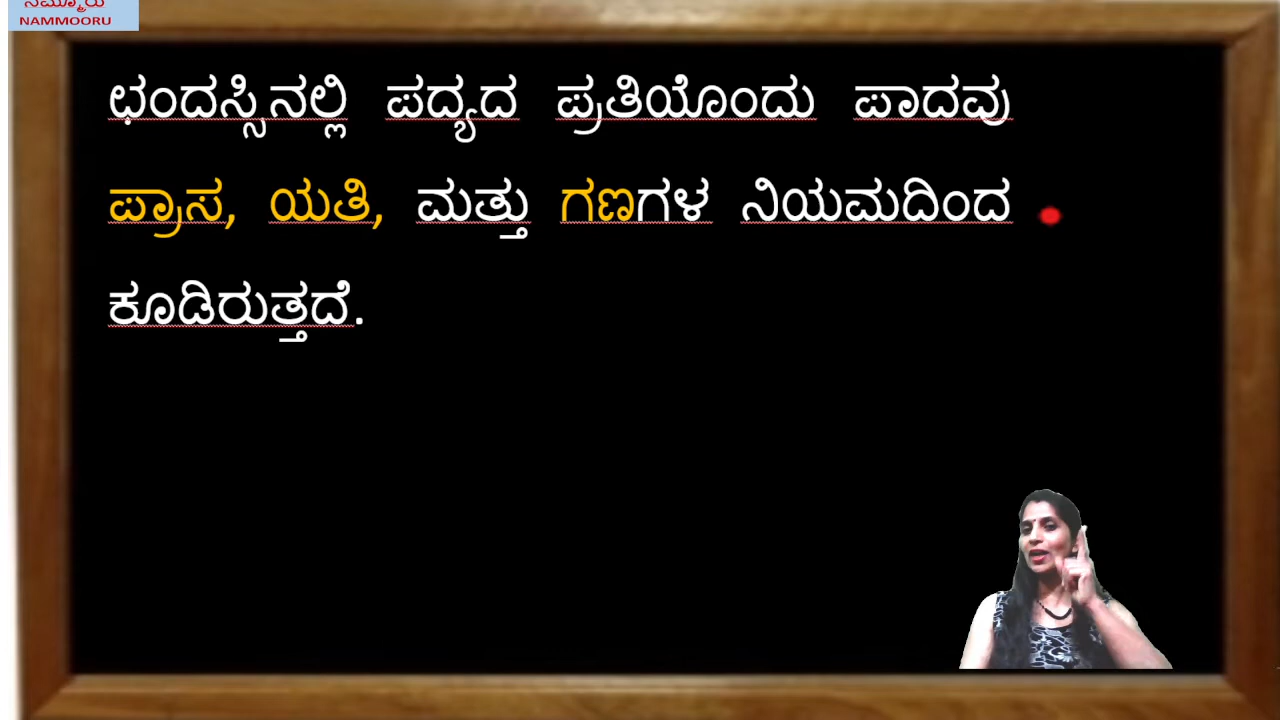 ನಮ್ಮೂರು
NAMMOORU
ಛಂದಸ್ಸಿನಲ್ಲಿ ಪದ್ಯದ ಪ್ರತಿಯೊಂದು ಪಾದವು
ಪ್ರಾಸ, ಯತಿ, ಮತ್ತು ಗಣಗಳ ನಿಯಮದಿಂದ
ಕೂಡಿರುತ್ತದೆ.